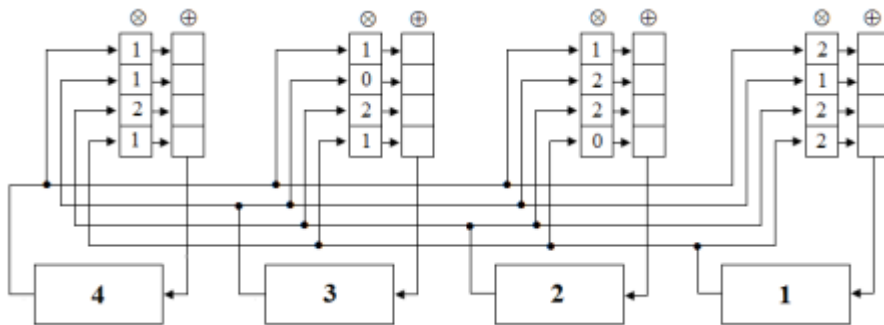 ⊗ ⊕ ⊗ ⊕ ⊗ ⊕ ⊗ ⊕
1 1 1 2
1 0 2 1
2 2 2 2
1 1 0 2
4 3 2 1